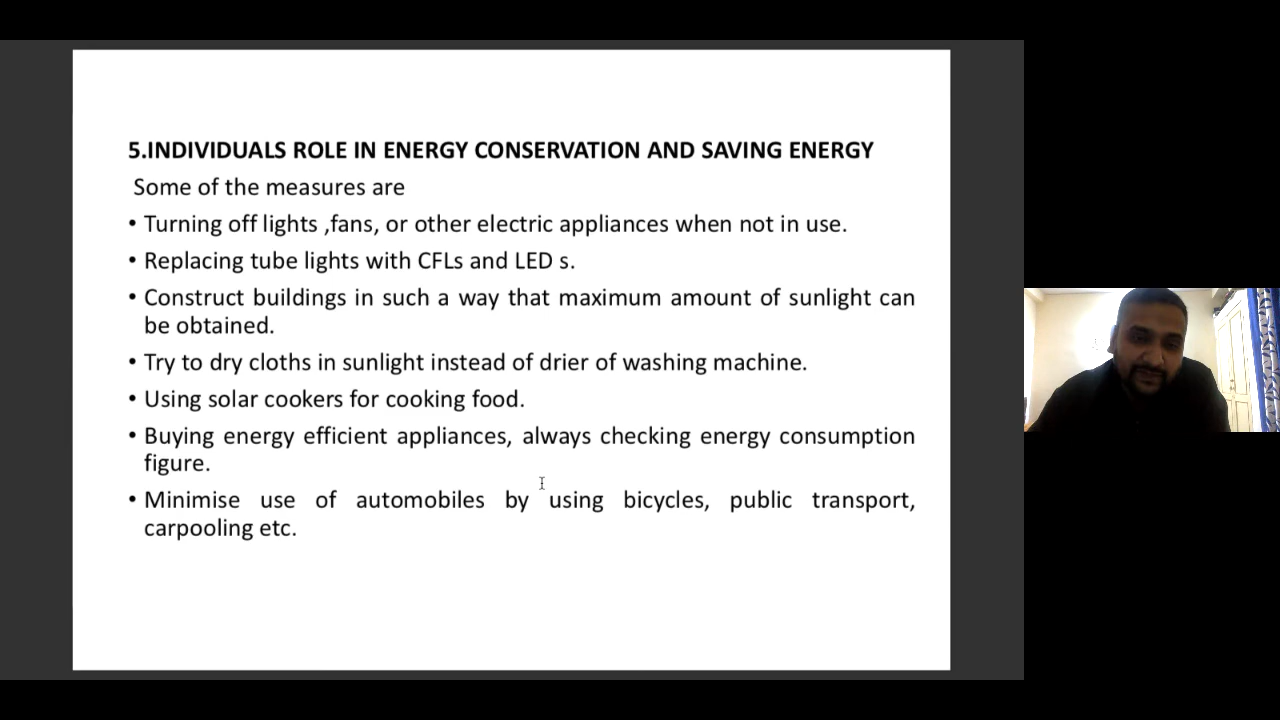 5.INDIVIDUALS ROLE IN ENERGY CONSERVATION AND SAVING ENERGY
Some of the measures are
• Turning off lights ,fans, or other electric appliances when not in use.
• Replacing tube lights with CFLs and LED s.
• Construct buildings in such a way that maximum amount of sunlight can
be obtained.
• Try to dry cloths in sunlight instead of drier of washing machine.
• Using solar cookers for cooking food.
• Buying energy efficient appliances, always checking energy consumption
figure.
• Minimise use of automobiles by using bicycles, public transport,
carpooling etc.